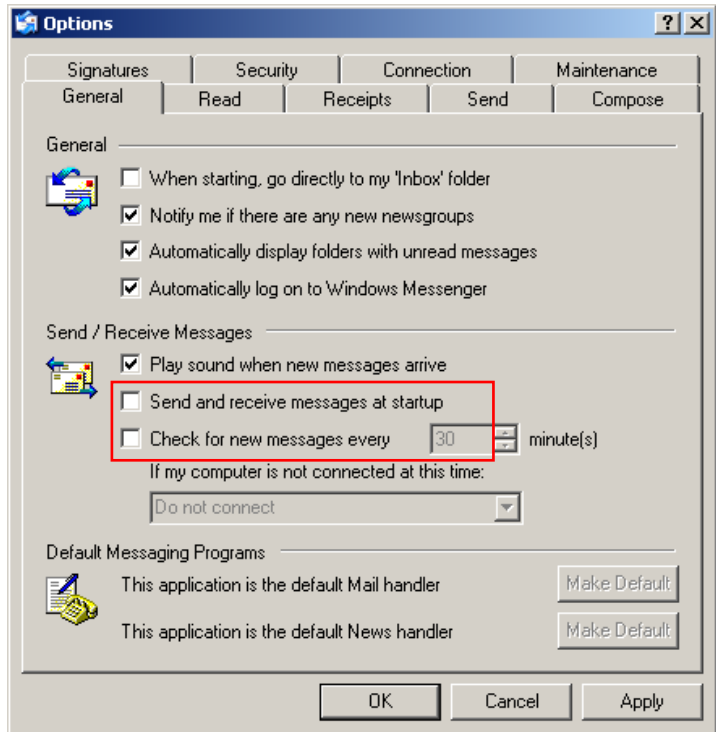 Options
Signatures Security Connection Maintenance
General Read Receipts Send Compose
General
When starting, go directly to my 'Inbox' folder
Notify me if there are any new newsgroups
Automatically display folders with unread messages
Automatically log on to Windows Messenger
Send / Receive Messages
Play sound when new messages arrive
Send and receive messages at startup
Check for new messages every 30 minute(s)
If my computer is not connected at this time:
Do not connect
Default Messaging Programs
This application is the default Mail handler Make Default
This application is the default News handler Make Default
OK Cancel Apply